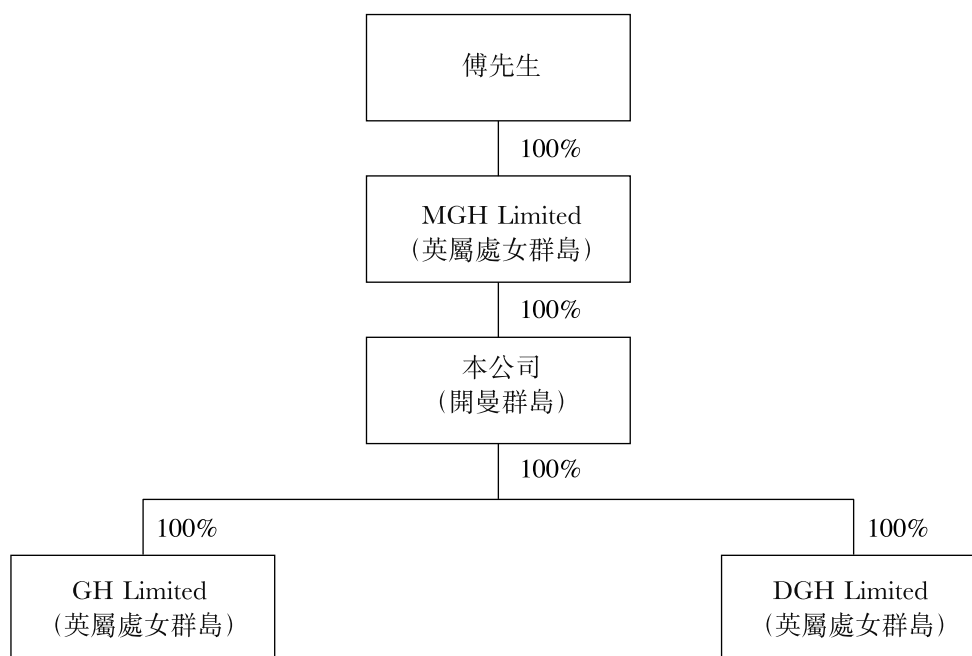 傅先生
100%
MGH Limited
（英屬處女群島）
100%
本公司
（開曼群島）
100%
100%
100%
GH Limited
（英屬處女群島）
DGH Limited
（英屬處女群島）